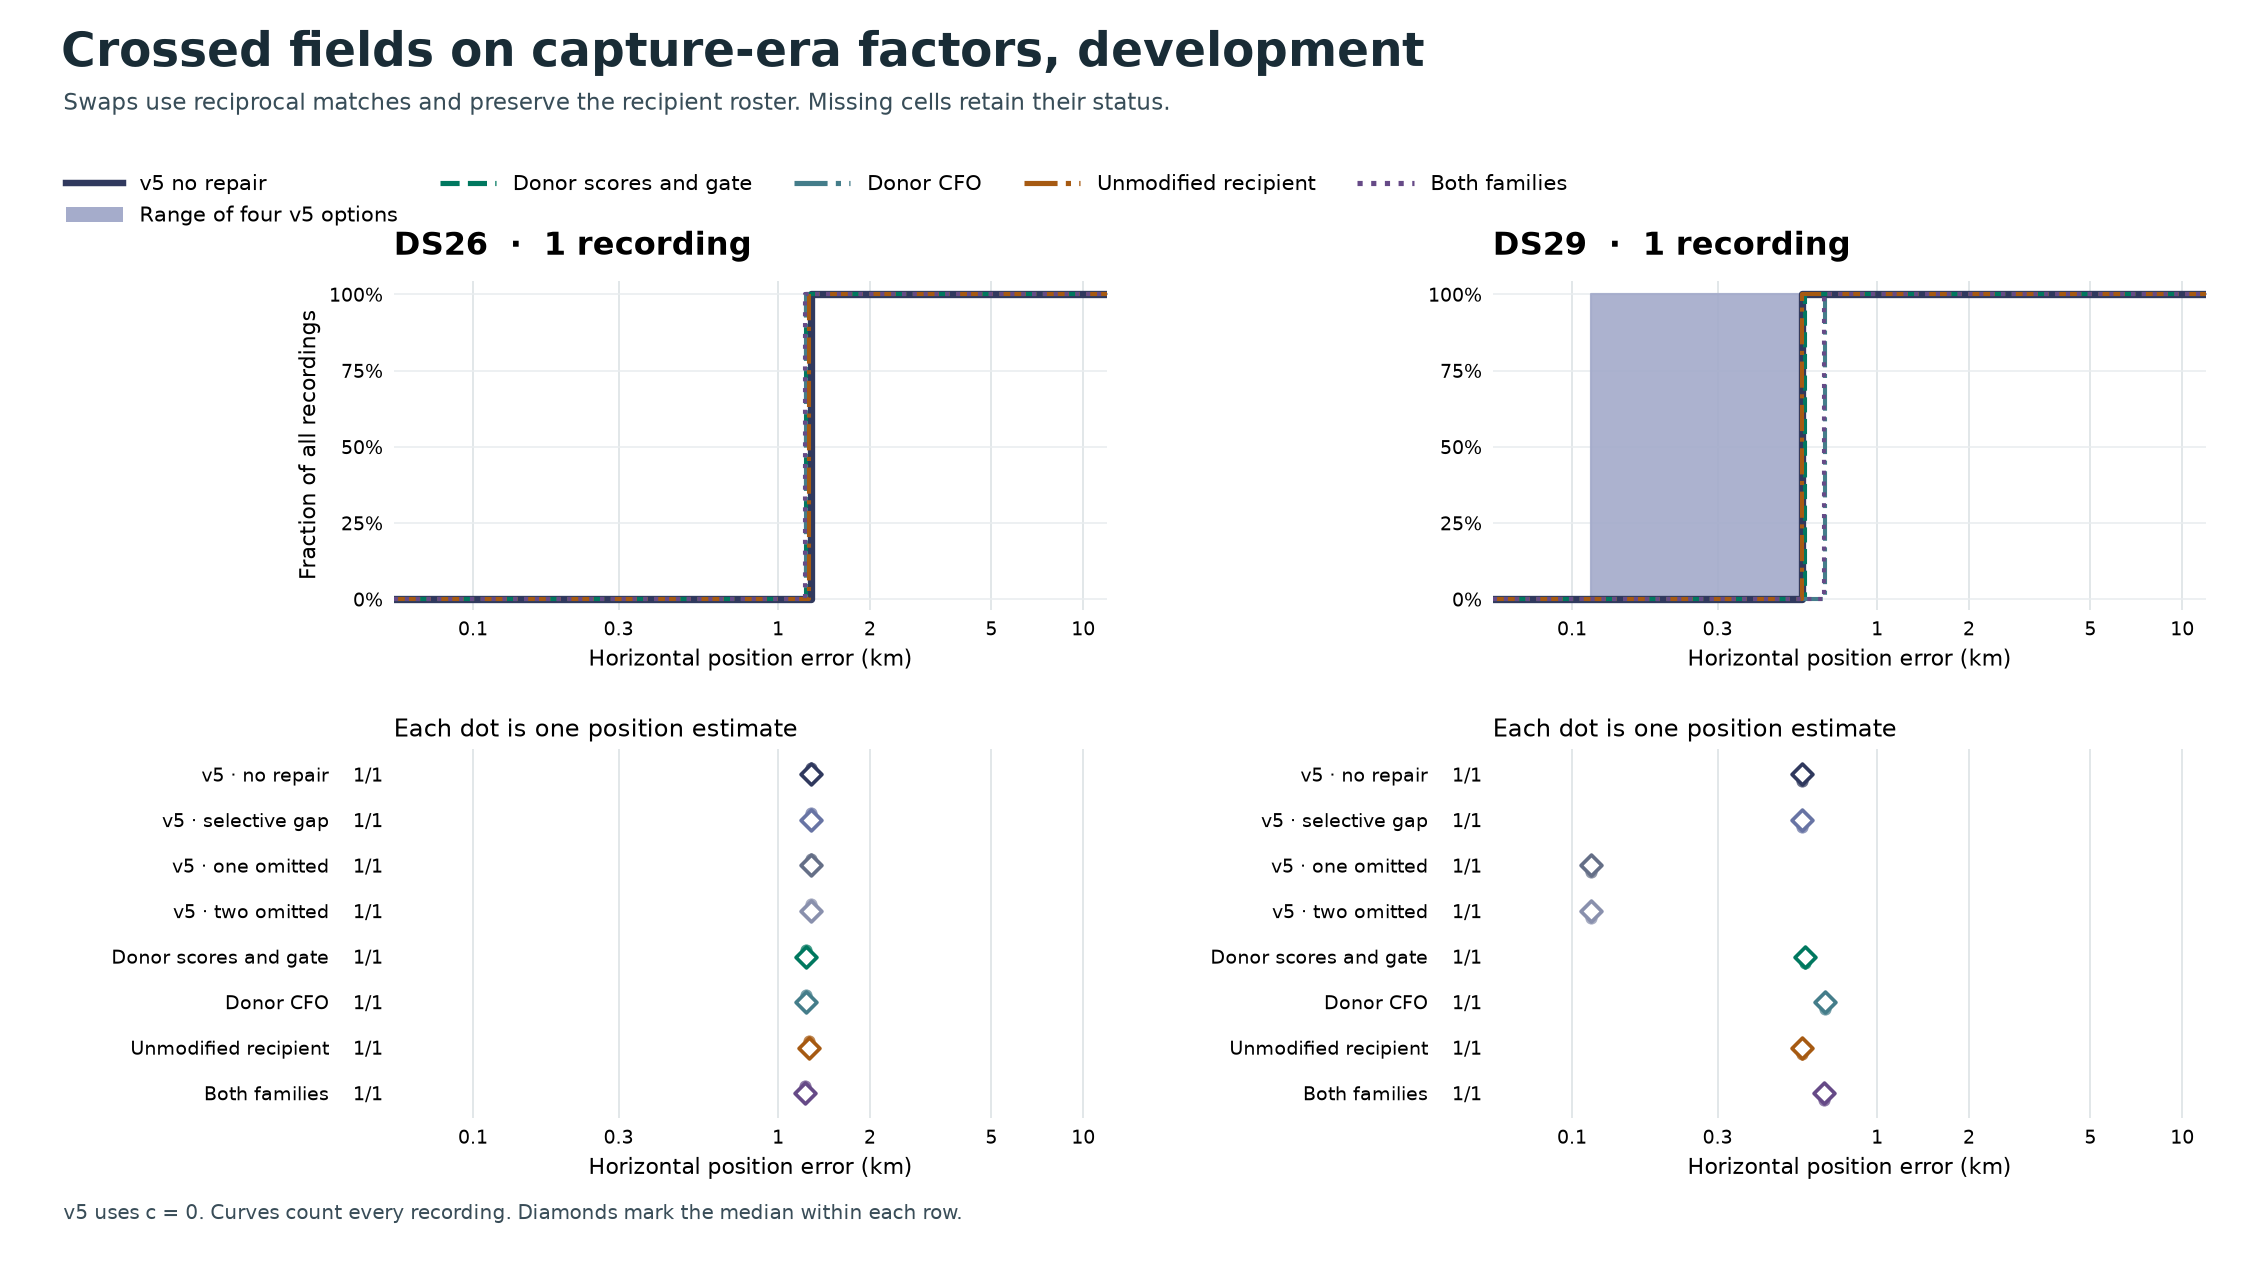 Crossed fields on capture-era factors, development
Swaps use reciprocal matches and preserve the recipient roster. Missing cells retain their status.
v5 no repair
Donor scores and gate
Donor CFO
Unmodified recipient
Both families
Range of four v5 options
DS26 · 1 recording
Fraction of all recordings
100%
75%
50%
25%
0%
0.1 0.3 1 2 5 10
Horizontal position error (km)
DS29 · 1 recording
100%
75%
50%
25%
0%
0.1 0.3 1 2 5 10
Horizontal position error (km)
Each dot is one position estimate
v5 · no repair 1/1
v5 · selective gap 1/1
v5 · one omitted 1/1
v5 · two omitted 1/1
Donor scores and gate 1/1
Donor CFO 1/1
Unmodified recipient 1/1
Both families 1/1
0.1 0.3 1 2 5 10
Horizontal position error (km)
Each dot is one position estimate
v5 · no repair 1/1
v5 · selective gap 1/1
v5 · one omitted 1/1
v5 · two omitted 1/1
Donor scores and gate 1/1
Donor CFO 1/1
Unmodified recipient 1/1
Both families 1/1
0.1 0.3 1 2 5 10
Horizontal position error (km)
v5 uses c = 0. Curves count every recording. Diamonds mark the median within each row.